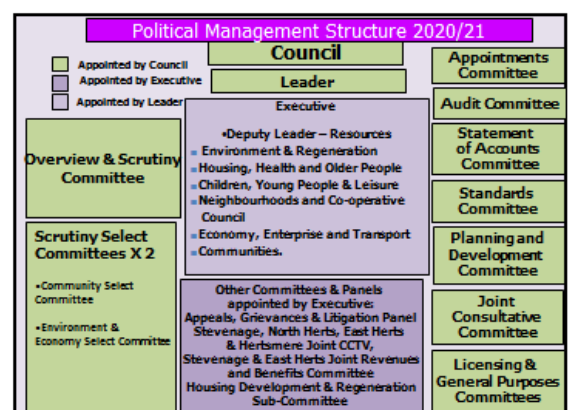 Political Management Structure 2020/21
Appointed by Council
Appointed by Executive
Appointed by Leader
Council
Leader
Executive
•Deputy Leader – Resources
Environment & Regeneration
Housing, Health and Older People
Children, Young People & Leisure
Neighbourhoods and Co-operative
Council
Economy, Enterprise and Transport
Communities.
Overview & Scrutiny
Committee
Scrutiny Select
Committees X 2
•Community Select
Committee
•Environment &
Economy Select Committee
Other Committees & Panels
appointed by Executive:
Appeals, Grievances & Litigation Panel
Stevenage, North Herts, East Herts
& Hertsmere Joint CCTV,
Stevenage & East Herts Joint Revenues
and Benefits Committee
Housing Development & Regeneration
Sub-Committee
Appointments
Committee
Audit Committee
Statement
of Accounts
Committee
Standards
Committee
Planning and
Development
Committee
Joint
Consultative
Committee
Licensing &
General Purposes
Committees